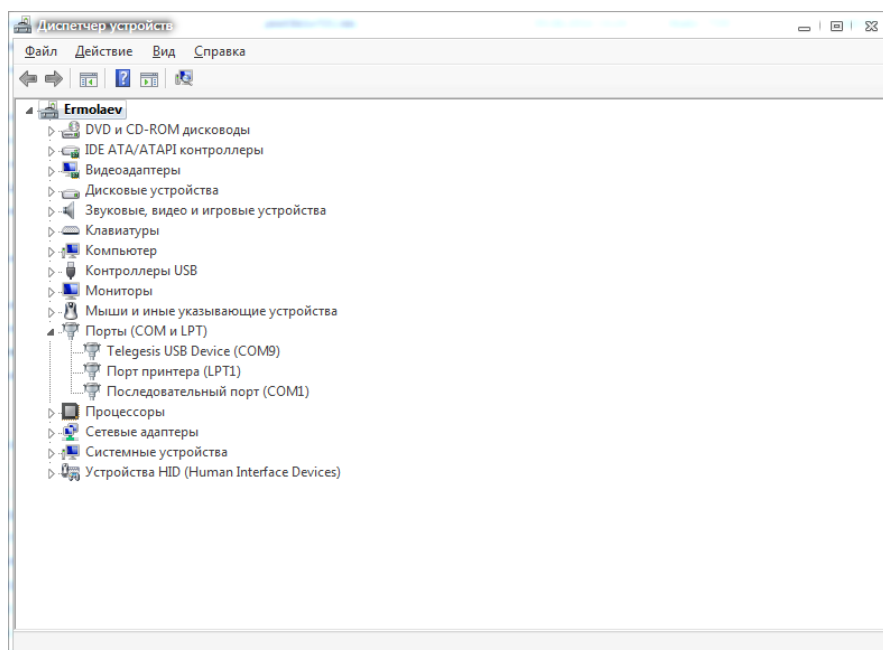 Диспетчер устройств
Файл Действие Вид Справка
Ermolaev
DVD и CD-ROM дисководы
IDE ATA/ATAPI контроллеры
Видеоадаптеры
Дисковые устройства
Звуковые, видео и игровые устройства
Клавиатуры
Компьютер
Контроллеры USB
Мониторы
Мыши и иные указывающие устройства
Порты (COM и LPT)
Telegesis USB Device (COM9)
Порт принтера (LPT1)
Последовательный порт (COM1)
Процессоры
Сетевые адаптеры
Системные устройства
Устройства HID (Human Interface Devices)